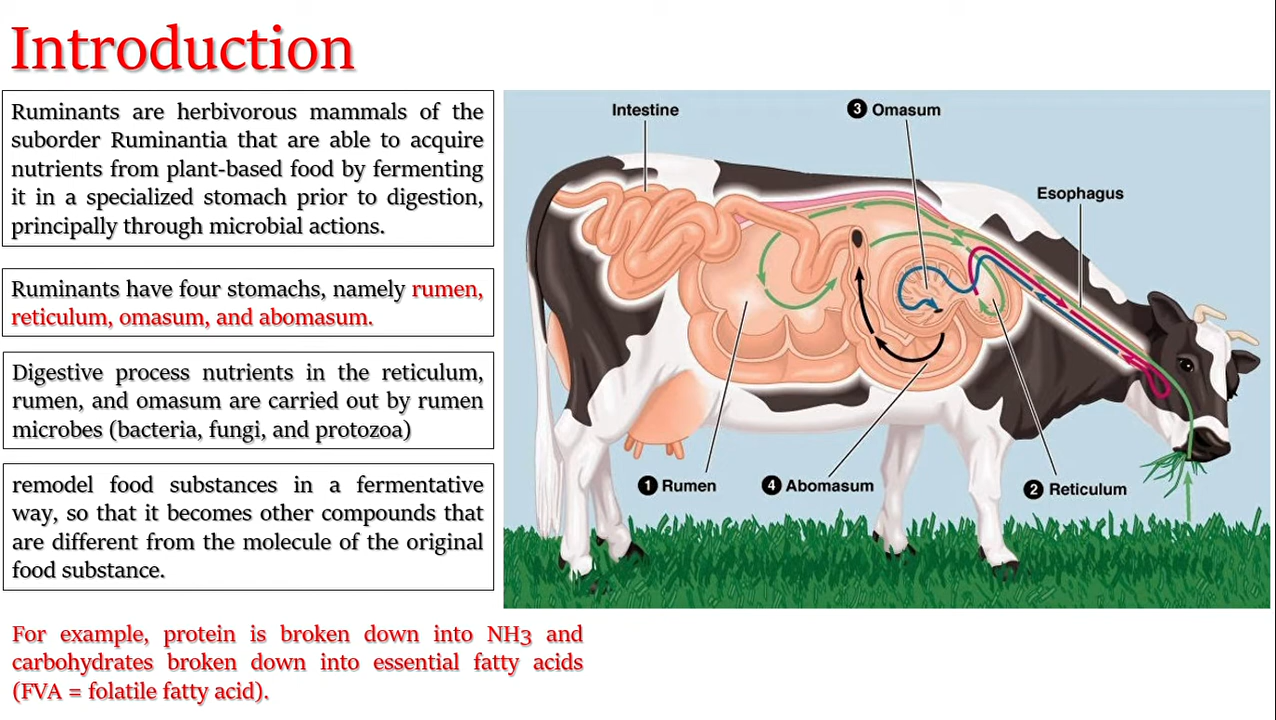 Introduction
Ruminants are herbivorous mammals of the
suborder Ruminantia that are able to acquire
nutrients from plant-based food by fermenting
it in a specialized stomach prior to digestion,
principally through microbial actions.
Ruminants have four stomachs, namely rumen,
reticulum, omasum, and abomasum.
Digestive process nutrients in the reticulum,
rumen, and omasum are carried out by rumen
microbes (bacteria, fungi, and protozoa)
remodel food substances in a fermentative
way, so that it becomes other compounds that
are different from the molecule of the original
food substance.
For example, protein is broken down into NH3 and
carbohydrates broken down into essential fatty acids
(FVA = folatile fatty acid).
Intestine
3 Omasum
Esophagus
1 Rumen
4 Abomasum
2 Reticulum